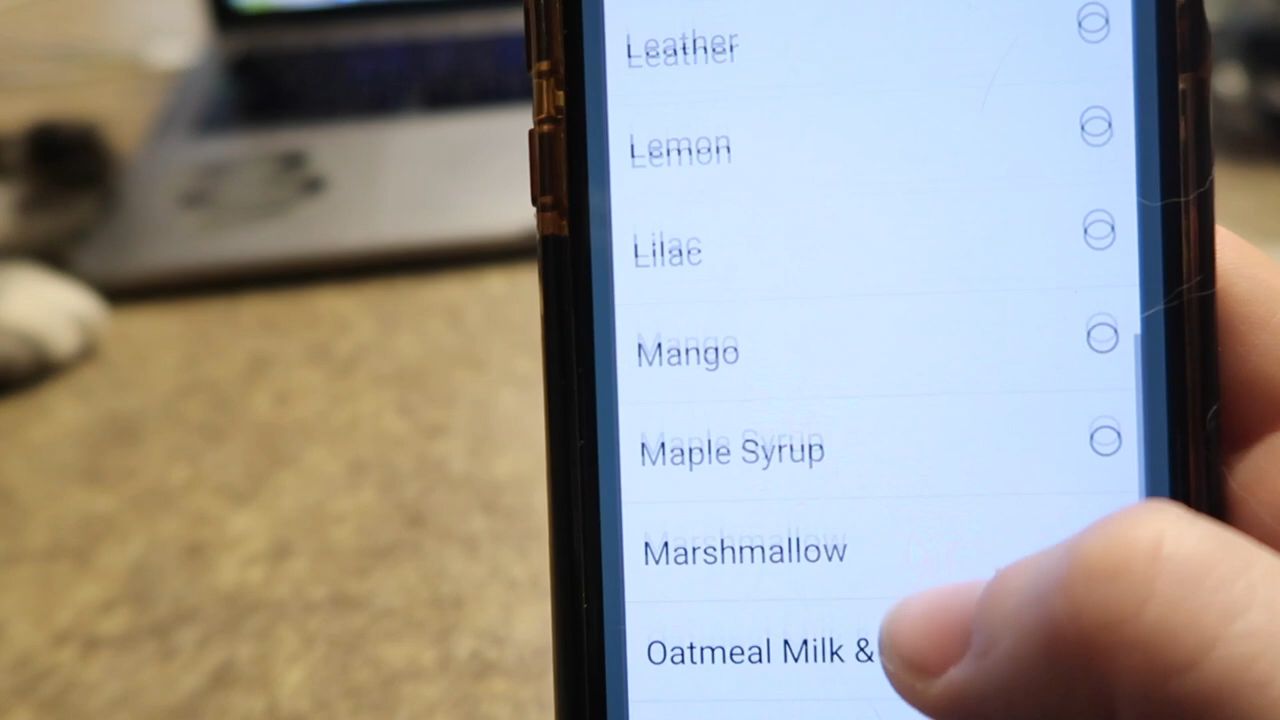 Leather
Lemon
Lilac
Mango
Maple Syrup
Marshmallow
Oatmeal Milk &